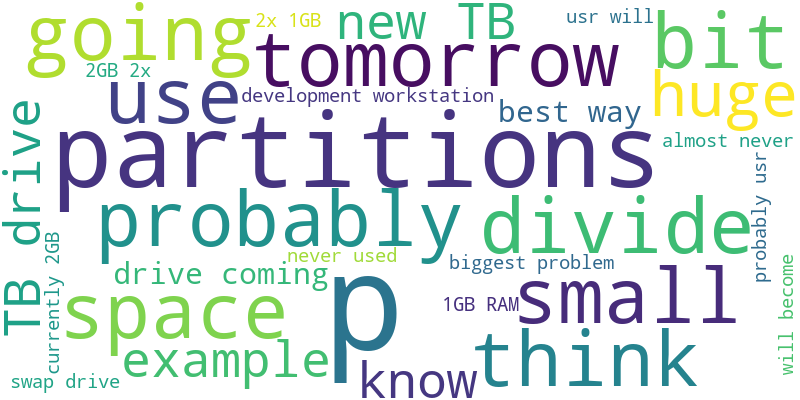 going
2x 1GB
new TB
usr will
bit
tomorrow
2GB 2x
use
development workstation
best way
huge
partitions
almost never
TB drive
probably
divide
probably usr
currently 2GB
never used
drive coming
p
biggest problem
space
1GB RAM
small
will become
example
think
know
swap drive